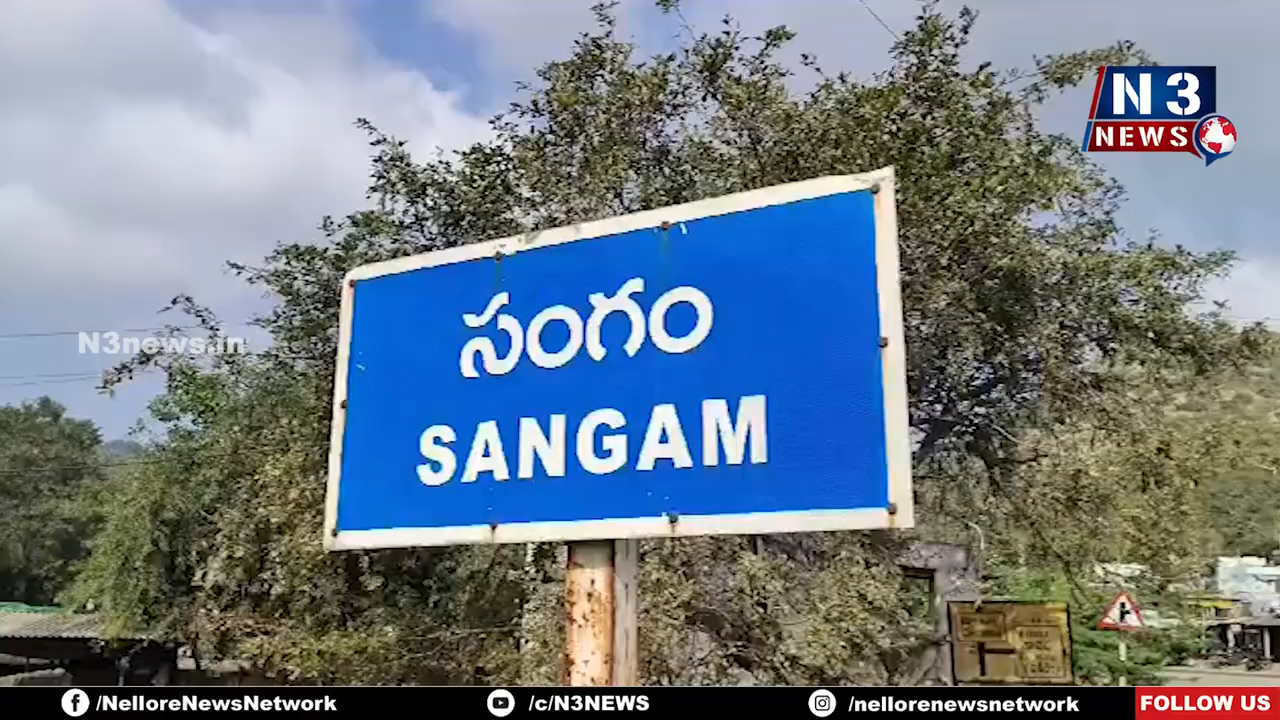 N3
NEWS
సంగం
N3news.in
SANGAM
/NelloreNewsNetwork
/c/N3NEWS
/nellorenewsnetwork
FOLLOW US